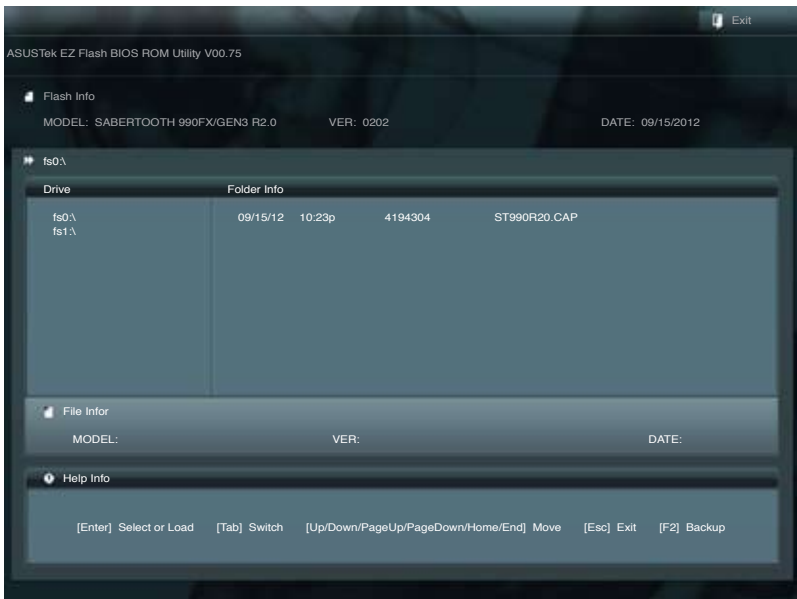 Exit
ASUSTek EZ Flash BIOS ROM Utility V00.75
Flash Info
MODEL: SABERTOOTH 990FX/GEN3 R2.0 VER: 0202 DATE: 09/15/2012
fs0:\
Drive Folder Info
fs0:\ 09/15/12 10:23p 4194304 ST990R20.CAP
fs1:\
File Infor
MODEL: VER: DATE:
Help Info
[Enter] Select or Load [Tab] Switch [Up/Down/PageUp/PageDown/Home/End] Move [Esc] Exit [F2] Backup